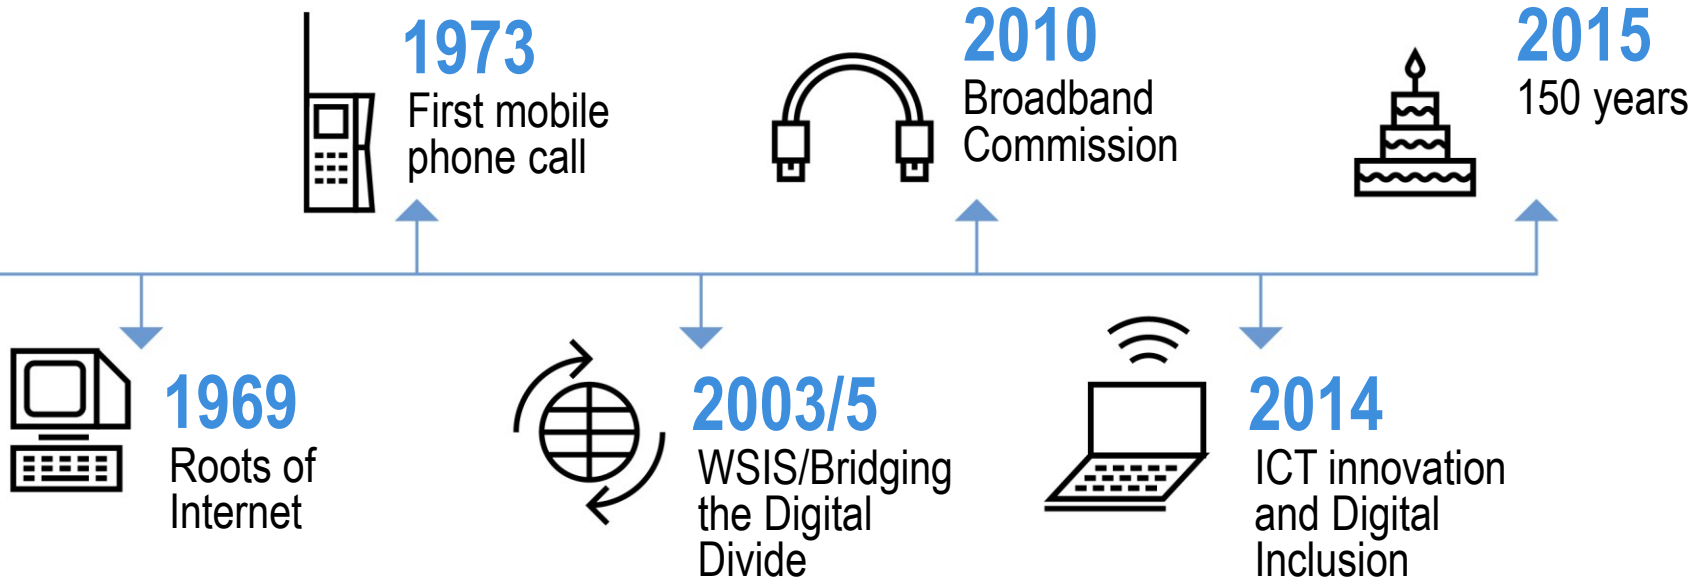 1973
First mobile
phone call
2010
Broadband
Commission
2015
150 years
1969
Roots of
Internet
2003/5
WSIS/Bridging
the Digital
Divide
2014
ICT innovation
and Digital
Inclusion